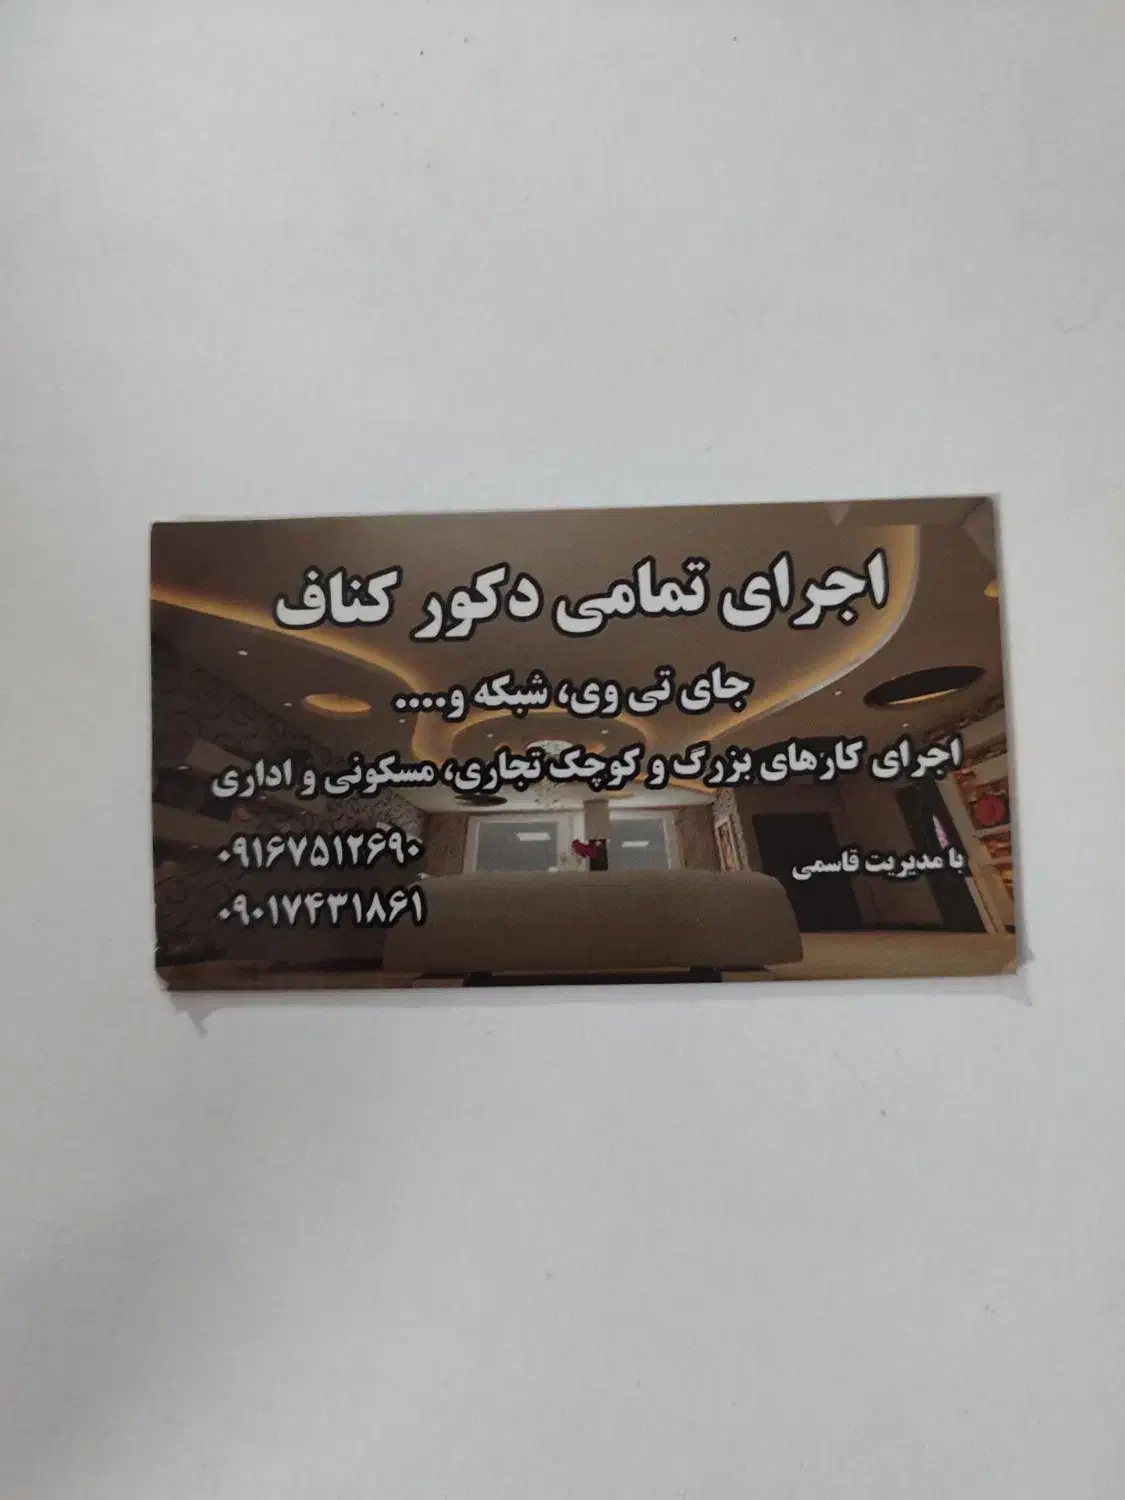 اجرای تمامی دکور کناف
جای تی وی، شبکه و....
اجرای کارهای بزرگ و کوچک تجاری، مسکونی و اداری
با مدیریت قاسمی
۰۹۱۶۷۵۱۲۶۹۰
۰۹۰۱۷۴۳۱۸۶۱